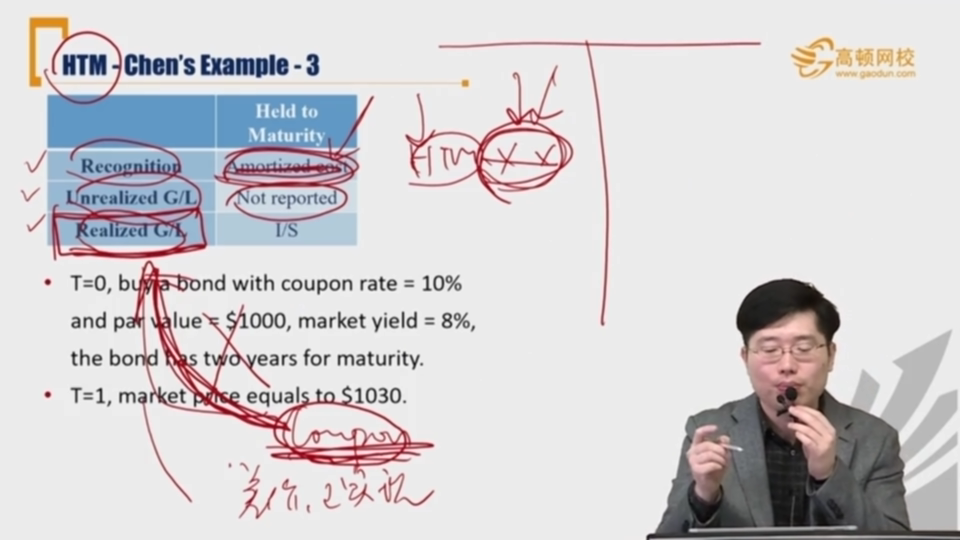 HTM - Chen's Example - 3
高顿网校
www.gaodun.com
Held to
Maturity
Recognition Amortized cost
Unrealized G/L Not reported
Realized G/L I/S
HTM X X
• T=0, buy a bond with coupon rate = 10%
and par value = $1000, market yield = 8%,
the bond has two years for maturity.
• T=1, market price equals to $1030.
Coupon